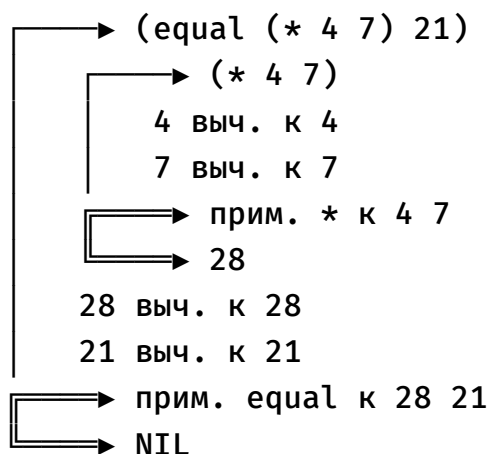 (equal (* 4 7) 21)
(* 4 7)
4 выч. к 4
7 выч. к 7
прим. * к 4 7
28
28 выч. к 28
21 выч. к 21
прим. equal к 28 21
NIL